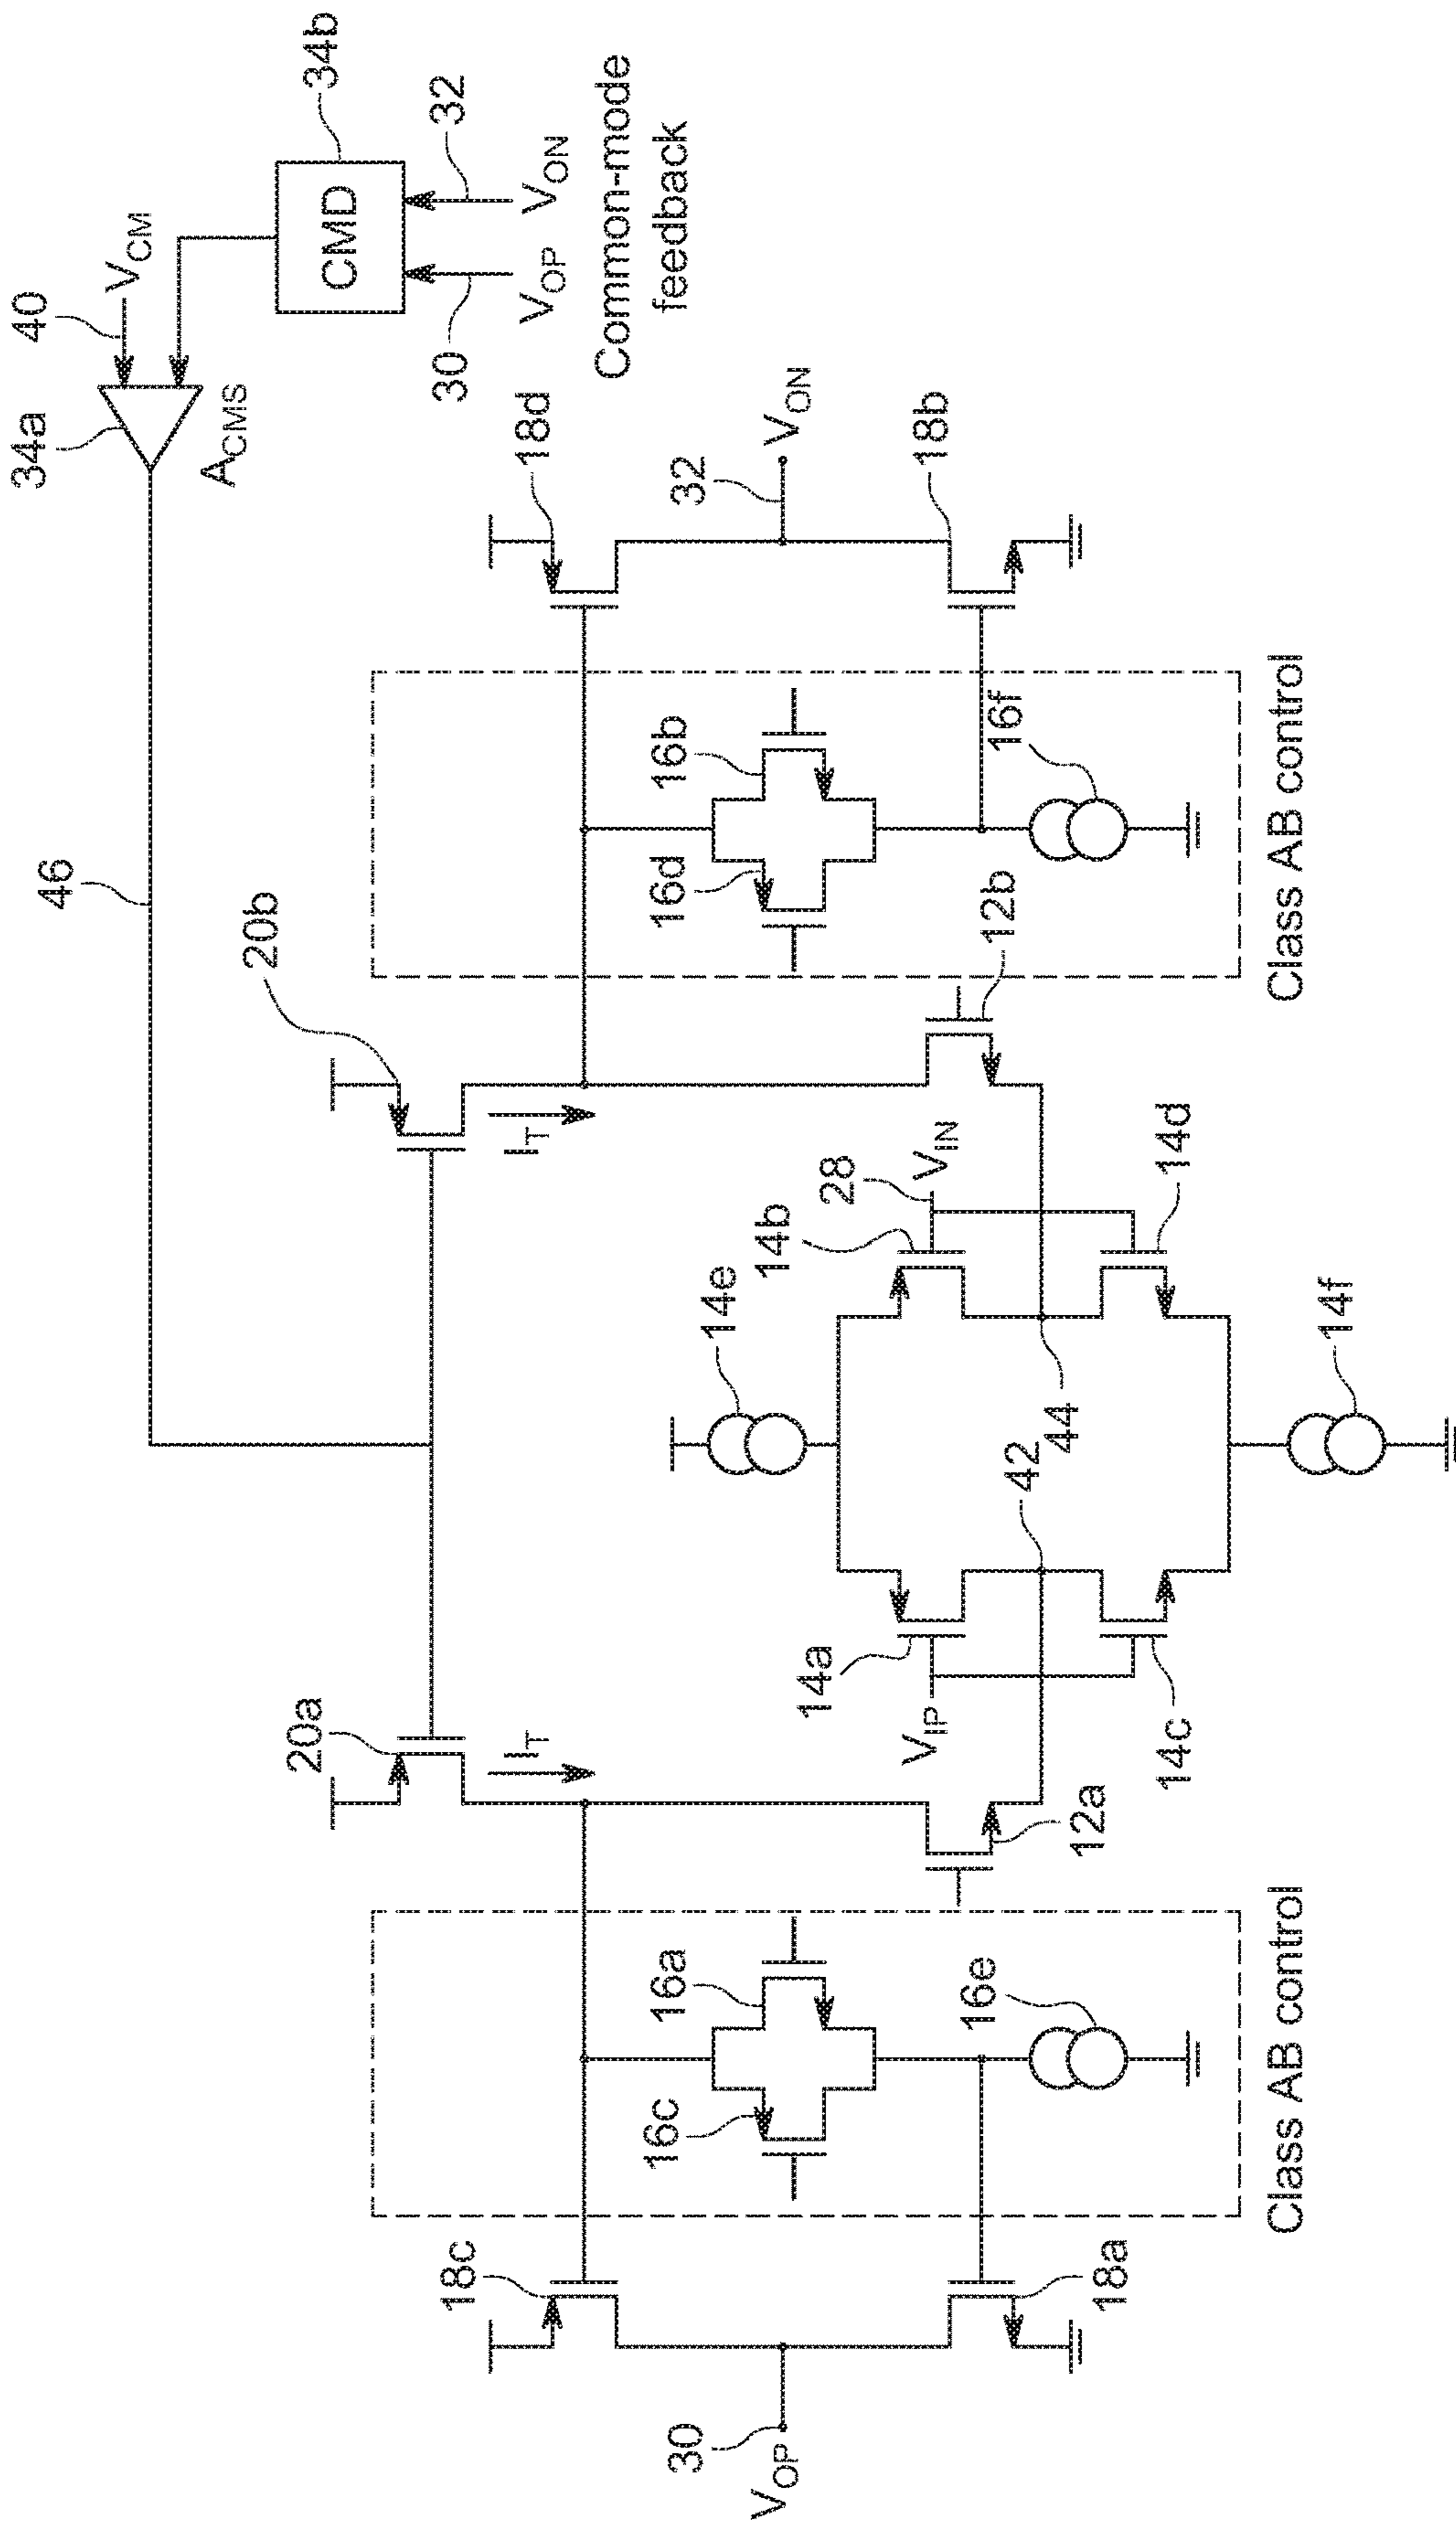 46
34a
40
V_CM
A_CMS
34b
CMD
30
32
V_OP
V_ON
Common-mode
feedback
20a
20b
I_T
I_T
18c
18d
16c
16a
16d
16b
14e
30
V_OP
32
V_ON
14a
14b
28
V_IN
V_IP
42
44
12a
12b
16e
16f
18a
18b
14c
14d
14f
Class AB control
Class AB control